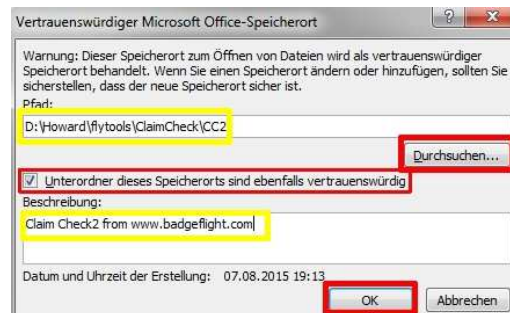 Vertrauenswürdiger Microsoft Office-Speicherort
Warnung: Dieser Speicherort zum Öffnen von Dateien wird als vertrauenswürdiger
Speicherort behandelt. Wenn Sie einen Speicherort ändern oder hinzufügen, sollten Sie
sicherstellen, dass der neue Speicherort sicher ist.
Pfad:
D:\Howard\flytools\ClaimCheck\CC2
Durchsuchen...
Unterordner dieses Speicherorts sind ebenfalls vertrauenswürdig
Beschreibung:
Claim Check2 from www.badgeflight.com
Datum und Uhrzeit der Erstellung: 07.08.2015 19:13
OK Abbrechen